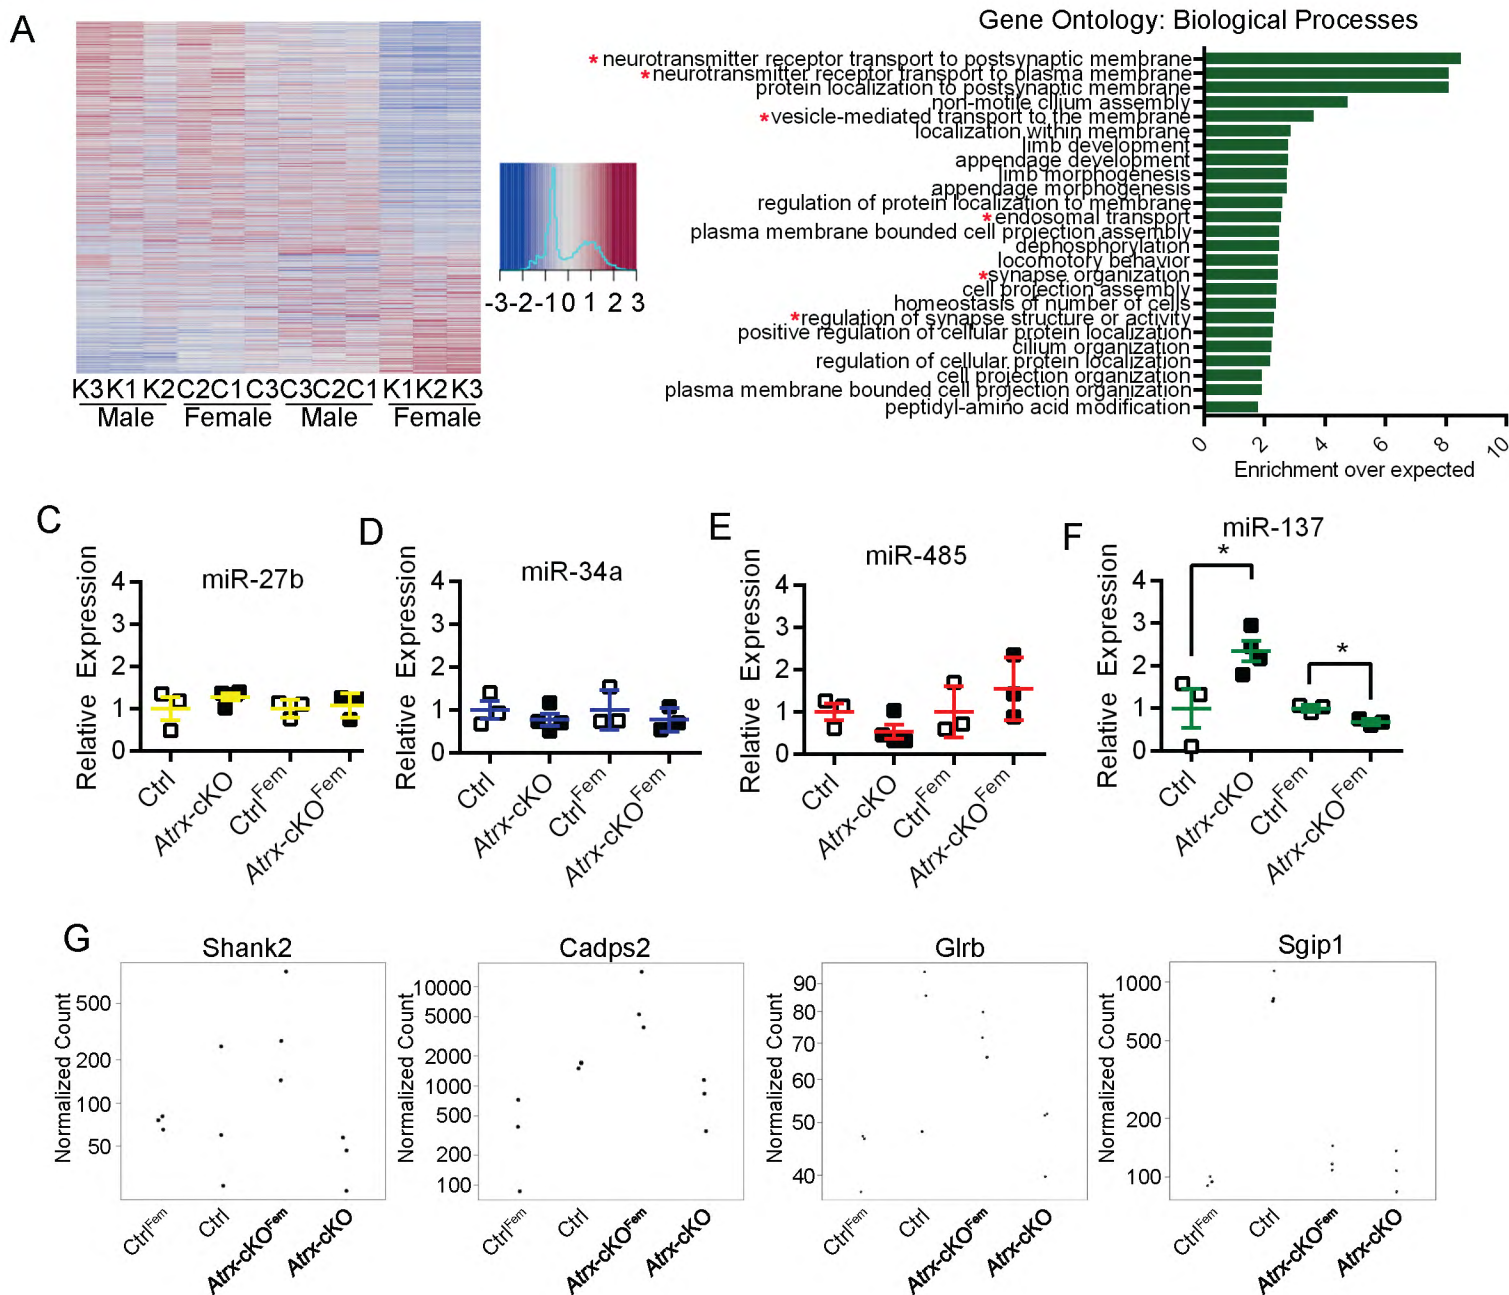 A
Gene Ontology: Biological Processes
* neurotransmitter receptor transport to postsynaptic membrane
* neurotransmitter receptor transport to plasma membrane
protein localization to postsynaptic membrane
non-motile cilium assembly
* vesicle-mediated transport to the membrane
localization within membrane
limb development
appendage development
limb morphogenesis
appendage morphogenesis
regulation of protein localization to membrane
* endosomal transport
plasma membrane bounded cell projection assembly
dephosphorylation
locomotory behavior
* synapse organization
cell projection assembly
homeostasis of number of cells
* regulation of synapse structure or activity
positive regulation of cellular protein localization
cilium organization
regulation of cellular protein localization
cell projection organization
plasma membrane bounded cell projection organization
peptidyl-amino acid modification
0 2 4 6 8 10
Enrichment over expected
-3 -2 -1 0 1 2 3
K3 K1 K2 C2 C1 C3 C3 C2 C1 K1 K2 K3
Male Female Male Female
C
miR-27b
Relative Expression
4
3
2
1
0
Ctrl
Atrx-cKO
CtrlFem
Atrx-cKOFem
D
miR-34a
Relative Expression
4
3
2
1
0
Ctrl
Atrx-cKO
CtrlFem
Atrx-cKOFem
E
miR-485
Relative Expression
4
3
2
1
0
Ctrl
Atrx-cKO
CtrlFem
Atrx-cKOFem
F
miR-137
Relative Expression
4
3
2
1
0
*
*
Ctrl
Atrx-cKO
CtrlFem
Atrx-cKOFem
G
Shank2
Normalized Count
500
200
100
50
CtrlFem
Ctrl
Atrx-cKOFem
Atrx-cKO
Cadps2
Normalized Count
10000
5000
2000
1000
500
200
100
CtrlFem
Ctrl
Atrx-cKOFem
Atrx-cKO
Glrb
Normalized Count
90
80
70
60
50
40
CtrlFem
Ctrl
Atrx-cKOFem
Atrx-cKO
Sgip1
Normalized Count
1000
500
200
100
CtrlFem
Ctrl
Atrx-cKOFem
Atrx-cKO